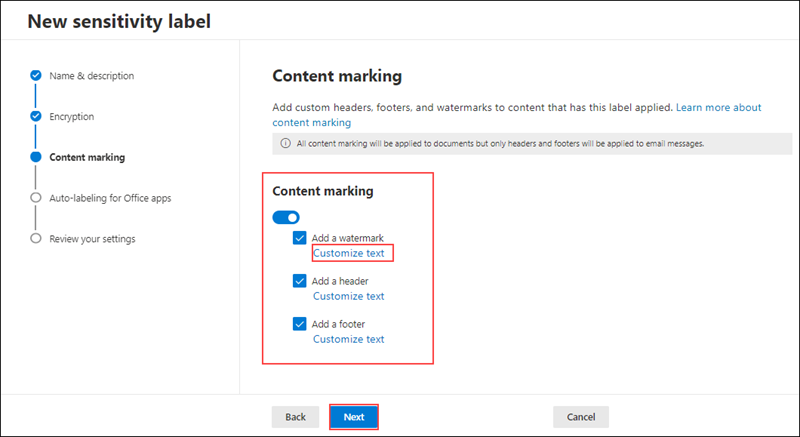 New sensitivity label
Name & description
Encryption
Content marking
Auto-labeling for Office apps
Review your settings
Content marking
Add custom headers, footers, and watermarks to content that has this label applied. Learn more about
content marking
All content marking will be applied to documents but only headers and footers will be applied to email messages.
Content marking
Add a watermark
Customize text
Add a header
Customize text
Add a footer
Customize text
Back
Next
Cancel